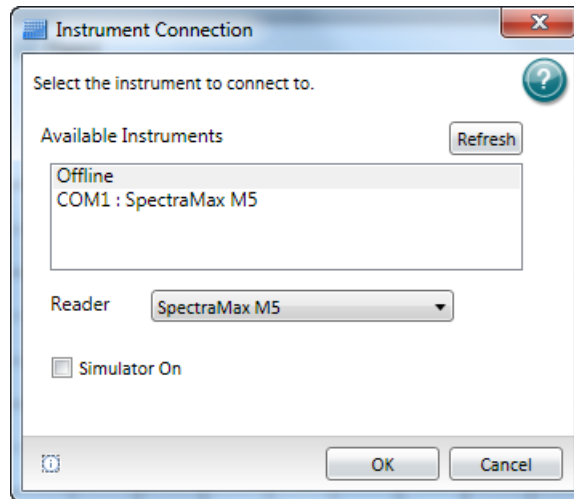 Instrument Connection
Select the instrument to connect to.
?
Available Instruments
Refresh
Offline
COM1 : SpectraMax M5
Reader
SpectraMax M5
Simulator On
OK
Cancel